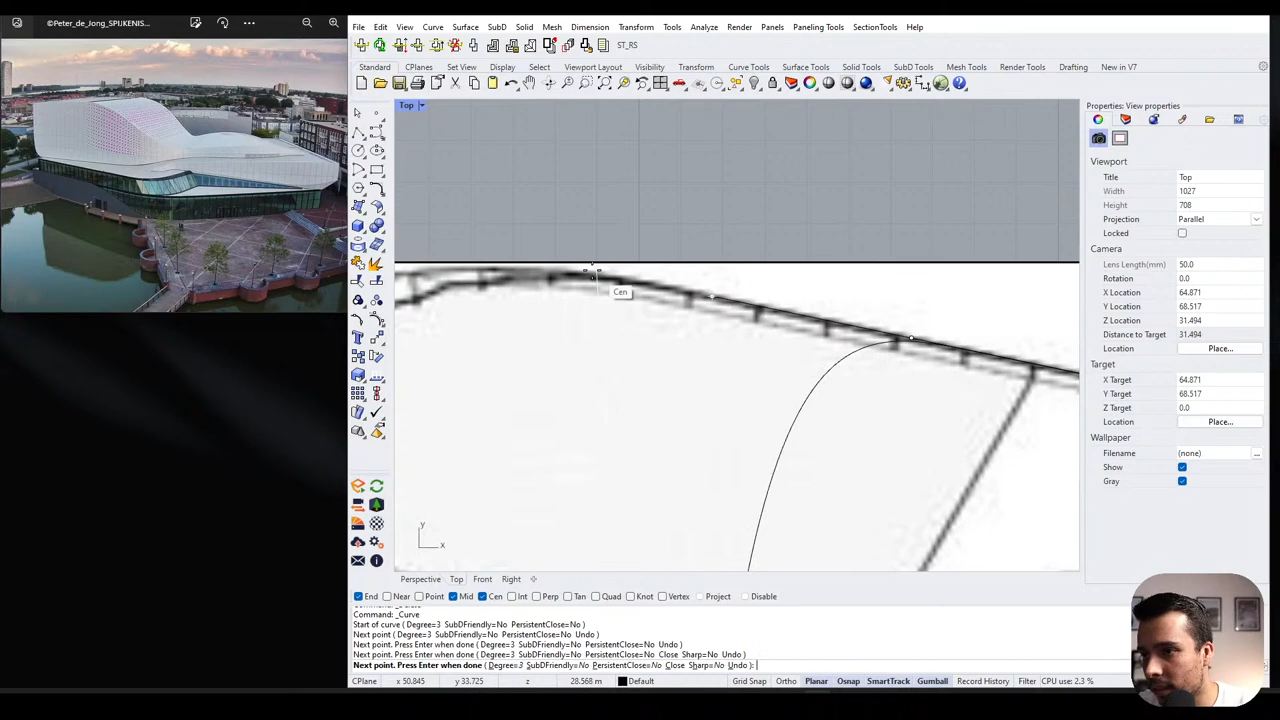 ©Peter_de_Jong_SPIJKENIS...
File Edit View Curve Surface SubD Solid Mesh Dimension Transform Tools Analyze Render Panels Paneling Tools SectionTools Help
ST_RS
Standard CPlanes Set View Display Select Viewport Layout Visibility Transform Curve Tools Surface Tools Solid Tools SubD Tools Mesh Tools Render Tools Drafting New in V7
Top
Properties: View properties
Viewport
Title Top
Width 1027
Height 708
Projection Parallel
Locked
Camera
Lens Length(mm) 50.0
Rotation 0.0
X Location 64.871
Y Location 68.517
Z Location 31.494
Distance to Target 31.494
Location Place...
Target
X Target 64.871
Y Target 68.517
Z Target 0.0
Location Place...
Wallpaper
Filename (none) ...
Show
Gray
Cen
y
x
Perspective Top Front Right
End Near Point Mid Cen Int Perp Tan Quad Knot Vertex Project Disable
Command: _Curve
Start of curve ( Degree=3 SubDFriendly=No PersistentClose=No )
Next point ( Degree=3 SubDFriendly=No PersistentClose=No Undo )
Next point. Press Enter when done ( Degree=3 SubDFriendly=No PersistentClose=No Undo )
Next point. Press Enter when done ( Degree=3 SubDFriendly=No PersistentClose=No Close Sharp=No Undo )
Next point. Press Enter when done ( Degree=3 SubDFriendly=No PersistentClose=No Close Sharp=No Undo ):
CPlane x 50.845 y 33.725 z 28.568 m Default Grid Snap Ortho Planar Osnap SmartTrack Gumball Record History Filter CPU use: 2.3 %